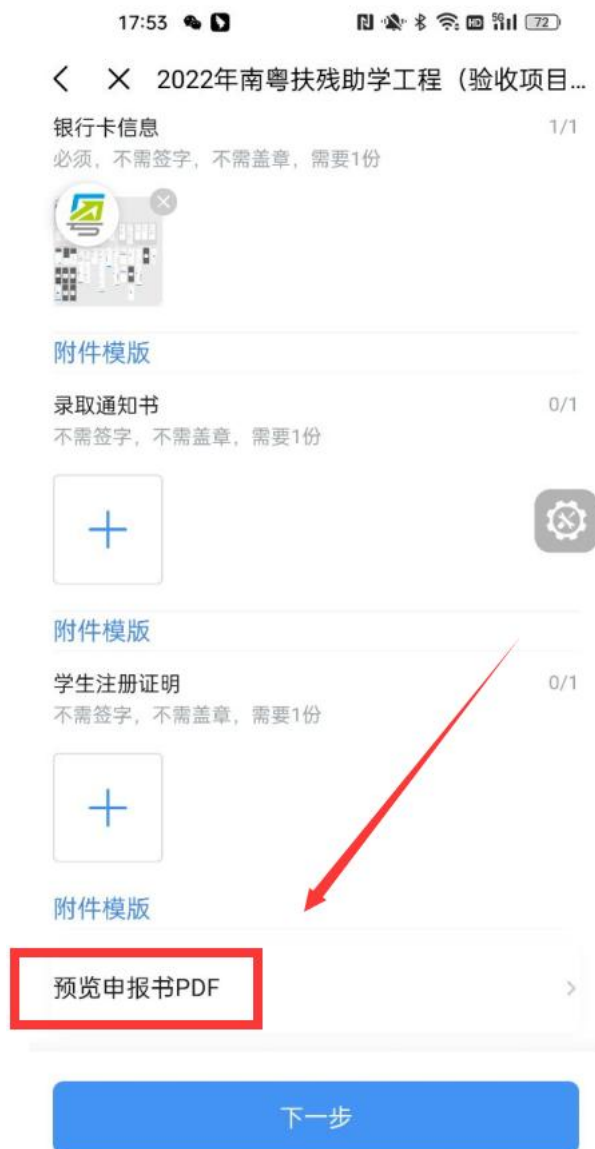 17:53
HD 5G 72
2022年南粤扶残助学工程（验收项目...
银行卡信息 1/1
必须，不需签字，不需盖章，需要1份
附件模版
录取通知书 0/1
不需签字，不需盖章，需要1份
附件模版
学生注册证明 0/1
不需签字，不需盖章，需要1份
附件模版
预览申报书PDF
下一步